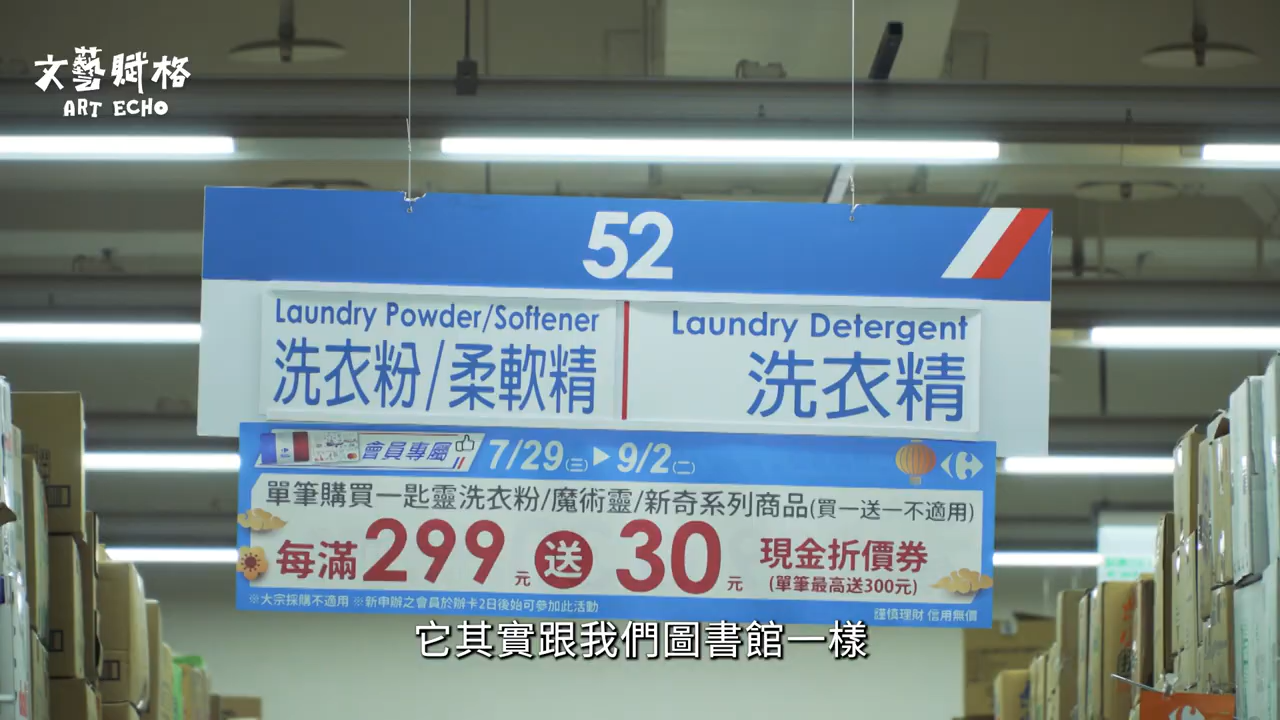 文藝賦格
ART ECHO
52
Laundry Powder/Softener
洗衣粉/柔軟精
Laundry Detergent
洗衣精
會員專屬 7/29(三)▶9/2(二)
單筆購買一匙靈洗衣粉/魔術靈/新奇系列商品(買一送一不適用)
每滿299元送30元 現金折價券
(單筆最高送300元)
※大宗採購不適用 ※新申辦之會員於辦卡2日後始可參加此活動
謹慎理財 信用無價
它其實跟我們圖書館一樣